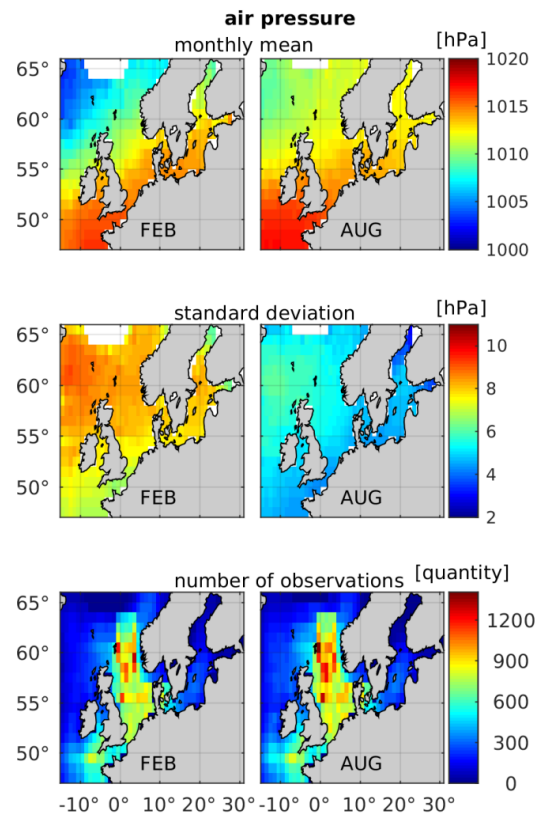 air pressure
monthly mean [hPa]
65° 1020
60° 1015
55° 1010
50° 1005
FEB AUG
1000
standard deviation [hPa]
65° 10
60° 8
55° 6
50° 4
FEB AUG
2
number of observations [quantity]
65° 1200
60° 900
55° 600
50° 300
FEB AUG
0
-10° 0° 10° 20° 30° -10° 0° 10° 20° 30°